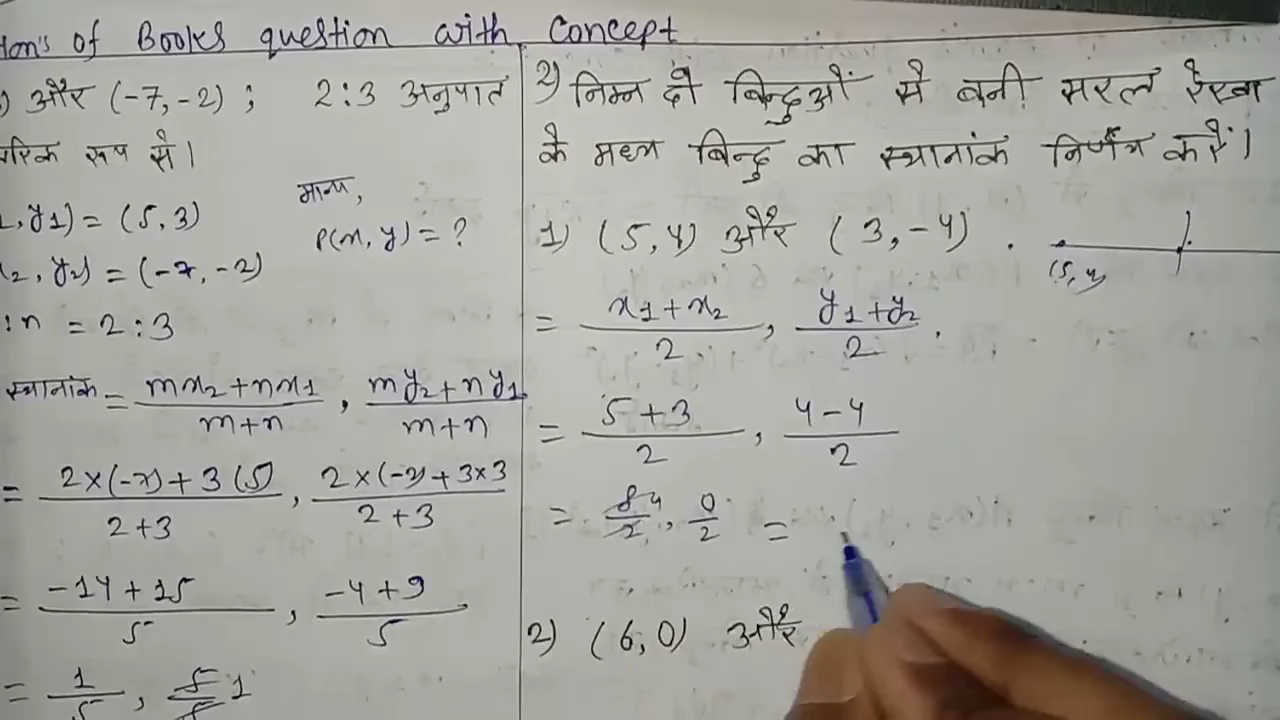 ion's of Books question with Concept
) और (-7, -2) ; 2:3 अनुपात
रिक रूप से।
मान्य,
1, y1) = (5, 3)
P(x, y) = ?
2, y2) = (-7, -2)
: n = 2:3
स्थानांक = mx2+nx1/m+n , my2+ny1/m+n
= 2×(-7)+3(5)/2+3 , 2×(-2)+3×3/2+3
= -14+15/5 , -4+9/5
= 1/5 , 5/5 1
2) निम्न दो बिन्दुओं से बनी सरल रेखा
के मध्य बिन्दु का स्थानांक निर्णय करें।
1) (5, 4) और (3, -4) .
(5, 4)
= x1+x2/2 , y1+y2/2 .
= 5+3/2 , 4-4/2
= 8/2 4 , 0/2 =
2) (6, 0) और